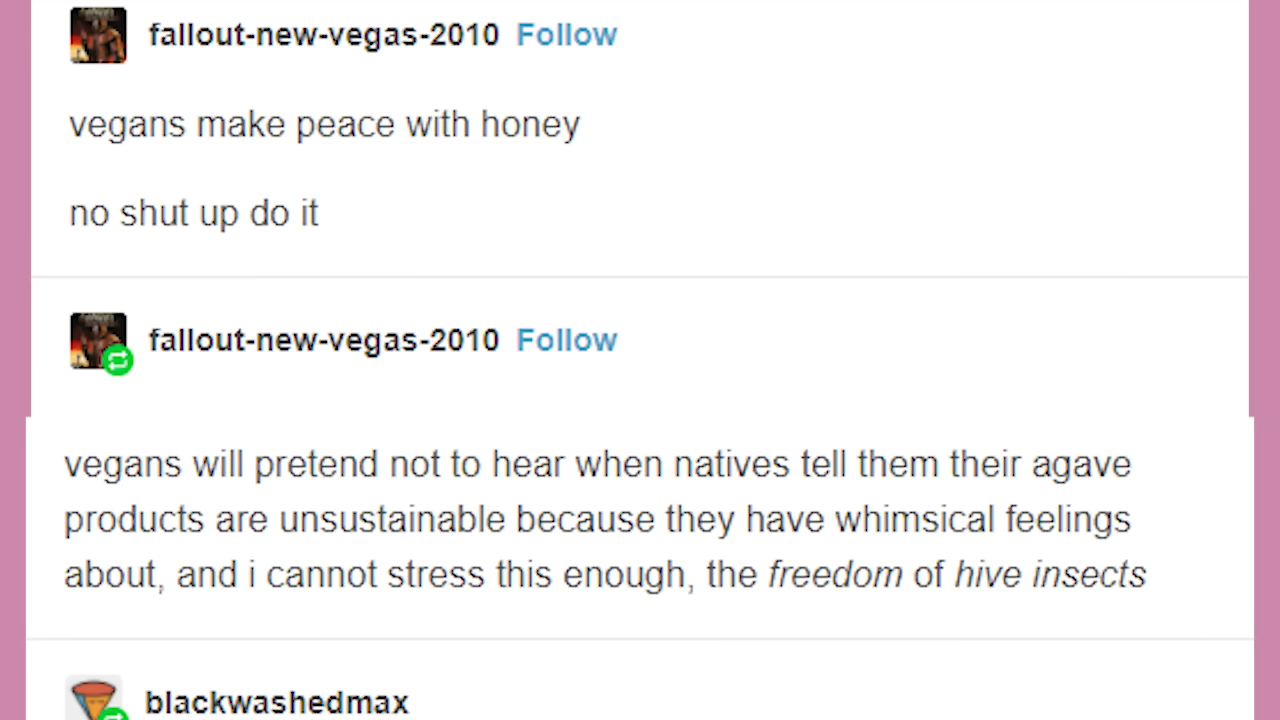 fallout-new-vegas-2010 Follow
vegans make peace with honey
no shut up do it
fallout-new-vegas-2010 Follow
vegans will pretend not to hear when natives tell them their agave
products are unsustainable because they have whimsical feelings
about, and i cannot stress this enough, the freedom of hive insects
blackwashedmax